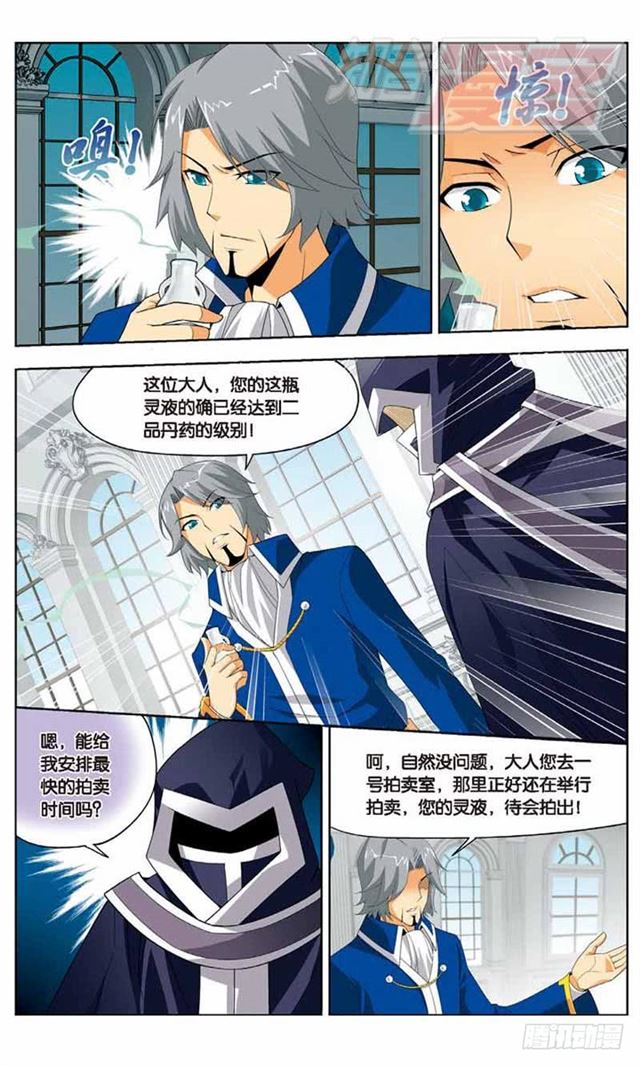 嗅！
惊！
这位大人，您的这瓶
灵液的确已经达到二
品丹药的级别！
嗯，能给
我安排最
快的拍卖
时间吗？
呵，自然没问题，大人您去一
号拍卖室，那里正好还在举行
拍卖，您的灵液，待会拍出！
腾讯动漫